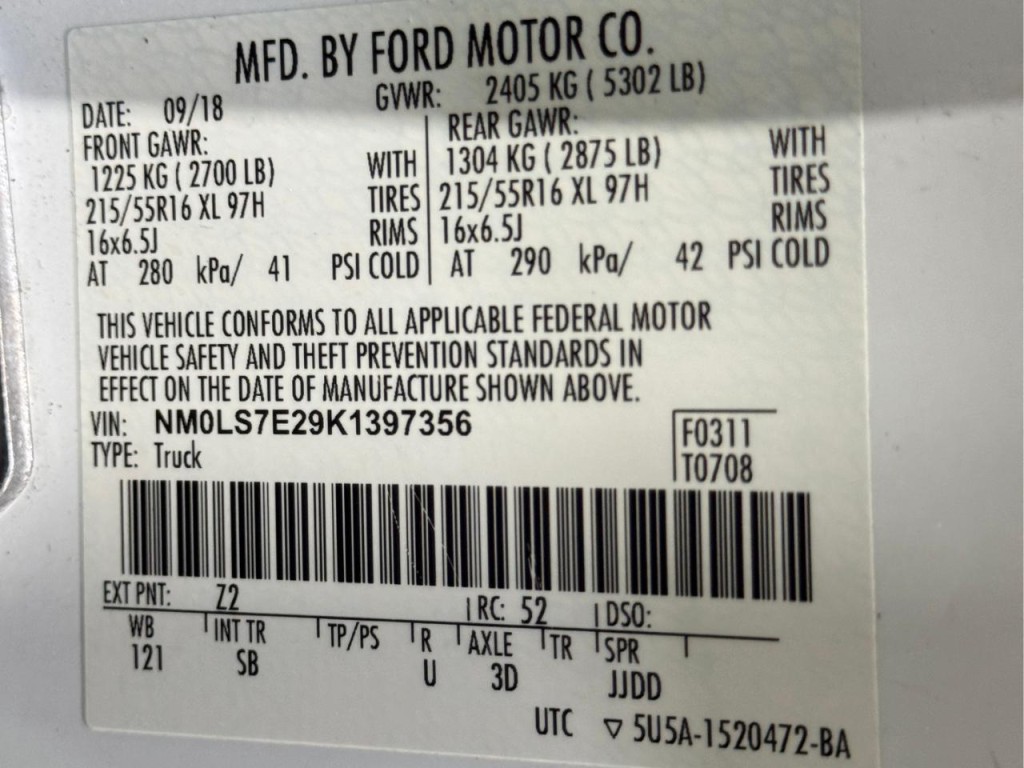 MFD. BY FORD MOTOR CO.
DATE: 09/18 GVWR: 2405 KG ( 5302 LB)
FRONT GAWR:
1225 KG ( 2700 LB) WITH
215/55R16 XL 97H TIRES
16x6.5J RIMS
AT 280 kPa/ 41 PSI COLD
REAR GAWR:
1304 KG ( 2875 LB) WITH
215/55R16 XL 97H TIRES
16x6.5J RIMS
AT 290 kPa/ 42 PSI COLD
THIS VEHICLE CONFORMS TO ALL APPLICABLE FEDERAL MOTOR
VEHICLE SAFETY AND THEFT PREVENTION STANDARDS IN
EFFECT ON THE DATE OF MANUFACTURE SHOWN ABOVE.
VIN: NM0LS7E29K1397356
TYPE: Truck
F0311
T0708
EXT PNT: Z2 RC: 52 DSO:
WB INT TR TP/PS R AXLE TR SPR
121 SB U 3D JJDD
UTC ▽ 5U5A-1520472-BA